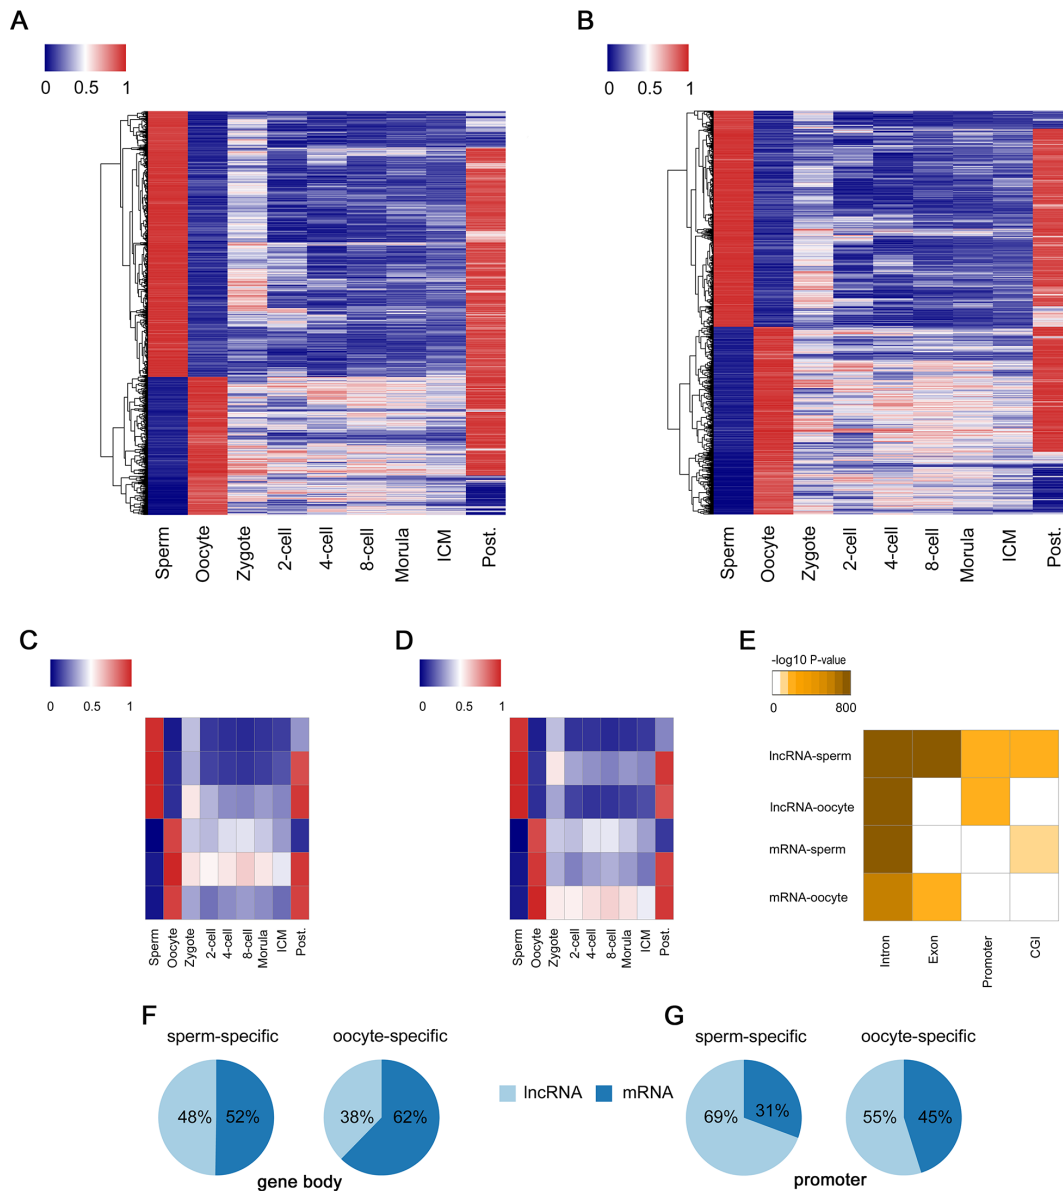 A
B
0 0.5 1
0 0.5 1
Sperm Oocyte Zygote 2-cell 4-cell 8-cell Morula ICM Post.
Sperm Oocyte Zygote 2-cell 4-cell 8-cell Morula ICM Post.
C
D
E
0 0.5 1
0 0.5 1
-log10 P-value
0 800
lncRNA-sperm
lncRNA-oocyte
mRNA-sperm
mRNA-oocyte
Sperm Oocyte Zygote 2-cell 4-cell 8-cell Morula ICM Post.
Sperm Oocyte Zygote 2-cell 4-cell 8-cell Morula ICM Post.
Intron Exon Promoter CGI
F
G
sperm-specific oocyte-specific
sperm-specific oocyte-specific
48% 52% 38% 62%
lncRNA mRNA
69% 31% 55% 45%
gene body
promoter